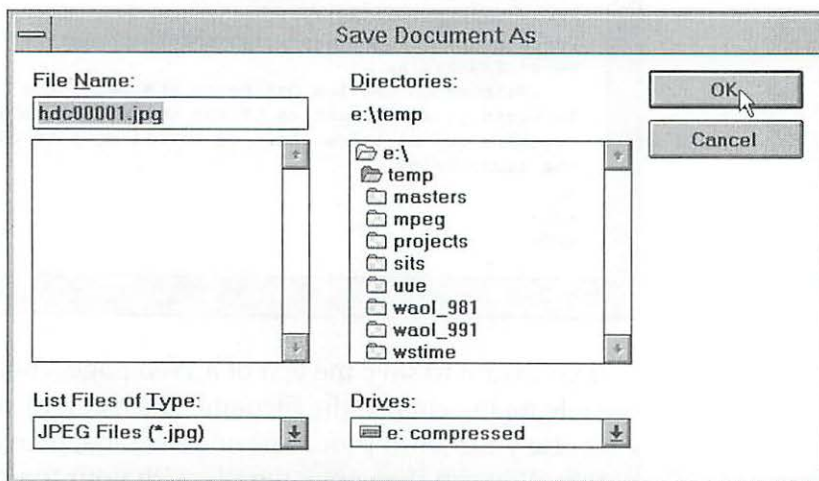 Save Document As
File Name:
hdc00001.jpg
Directories:
e:\temp
e:\
temp
masters
mpeg
projects
sits
uue
waol_981
waol_991
wstime
OK
Cancel
List Files of Type:
JPEG Files (*.jpg)
Drives:
e: compressed